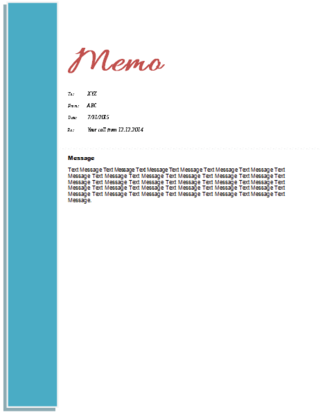 Memo
To: XYZ
From: ABC
Date: 7/30/2015
Re: Your call from 12.12.2014
Message
Text Message Text Message Text Message Text Message Text Message Text Message Text
Message Text Message Text Message Text Message Text Message Text Message Text
Message Text Message Text Message Text Message Text Message Text Message Text
Message Text Message Text Message Text Message Text Message Text Message Text
Message Text Message Text Message Text Message Text Message Text Message Text
Message.